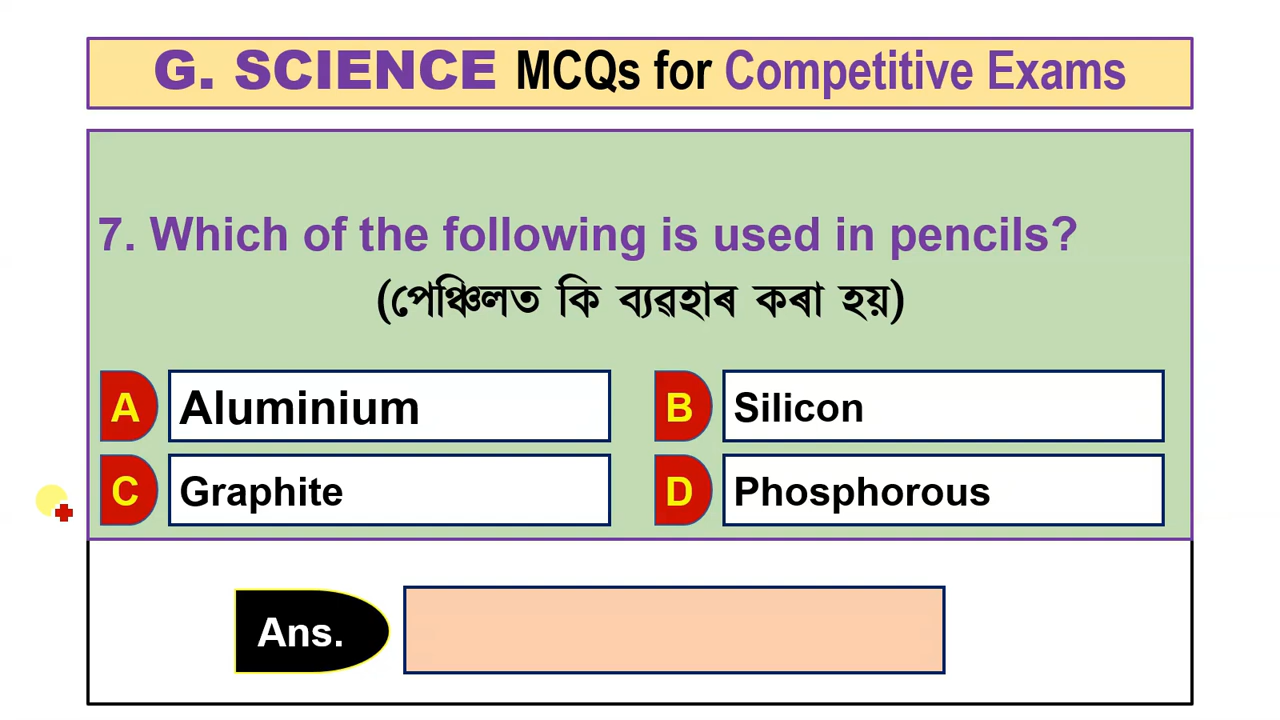 G. SCIENCE MCQs for Competitive Exams
7. Which of the following is used in pencils?
(পেঞ্চিলত কি ব্যৱহাৰ কৰা হয়)
A Aluminium
B Silicon
C Graphite
D Phosphorous
Ans.